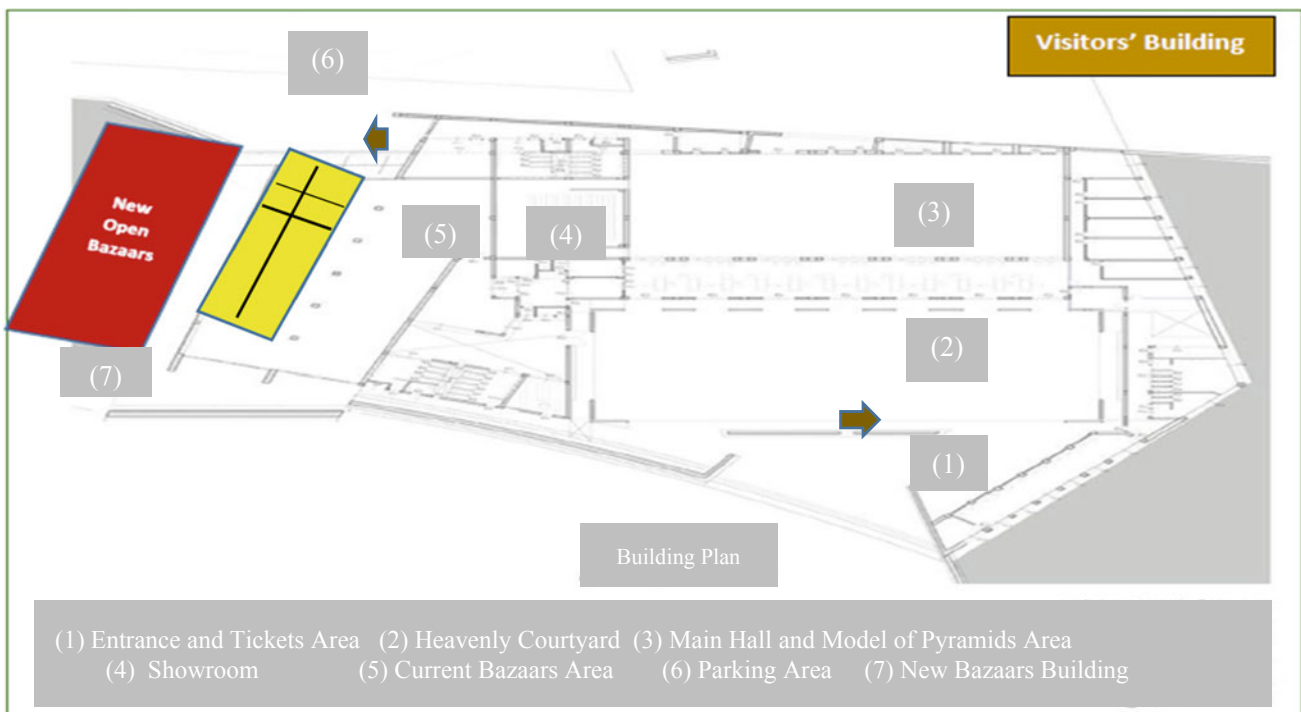 Visitors' Building
(6)
New
Open
Bazaars
(5)
(4)
(3)
(2)
(7)
(1)
Building Plan
(1) Entrance and Tickets Area (2) Heavenly Courtyard (3) Main Hall and Model of Pyramids Area
(4) Showroom (5) Current Bazaars Area (6) Parking Area (7) New Bazaars Building